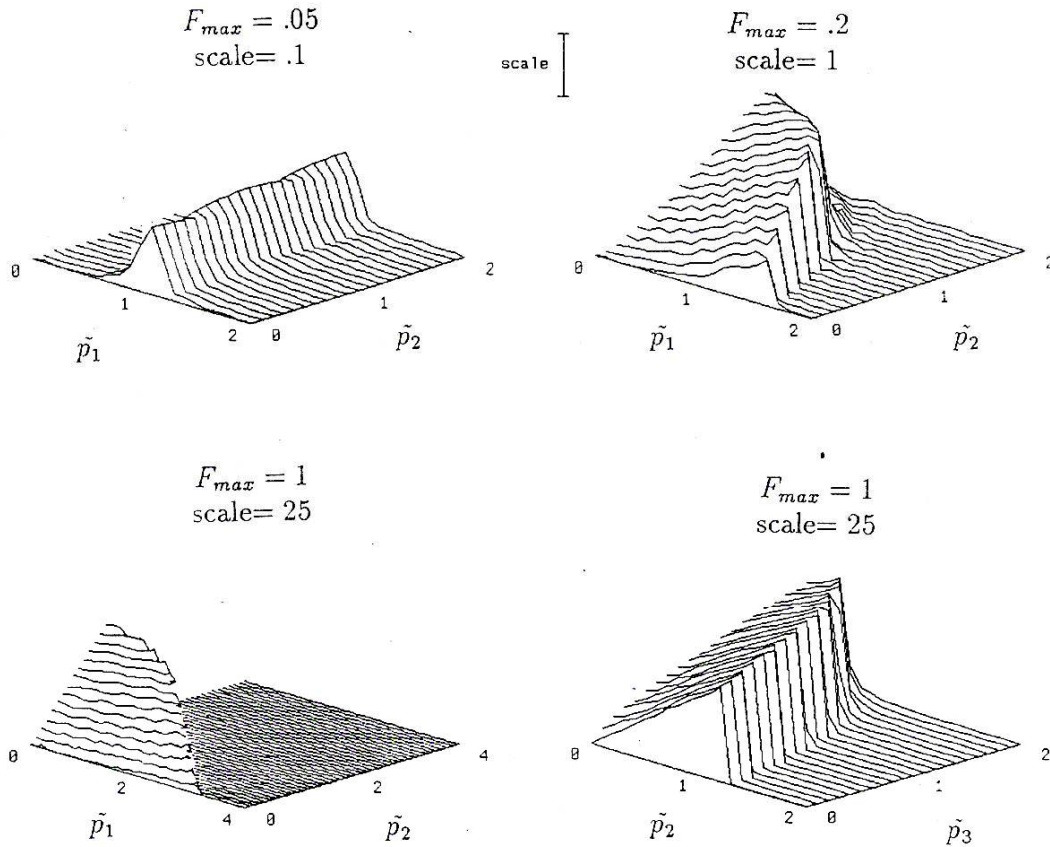 F_max = .05
scale= .1
scale
F_max = .2
scale= 1
0
1
2
0
1
2
p̃1
p̃2
0
1
2
0
1
2
p̃1
p̃2
F_max = 1
scale= 25
F_max = 1
scale= 25
0
2
4
0
2
4
p̃1
p̃2
0
1
2
0
1
2
p̃2
p̃3